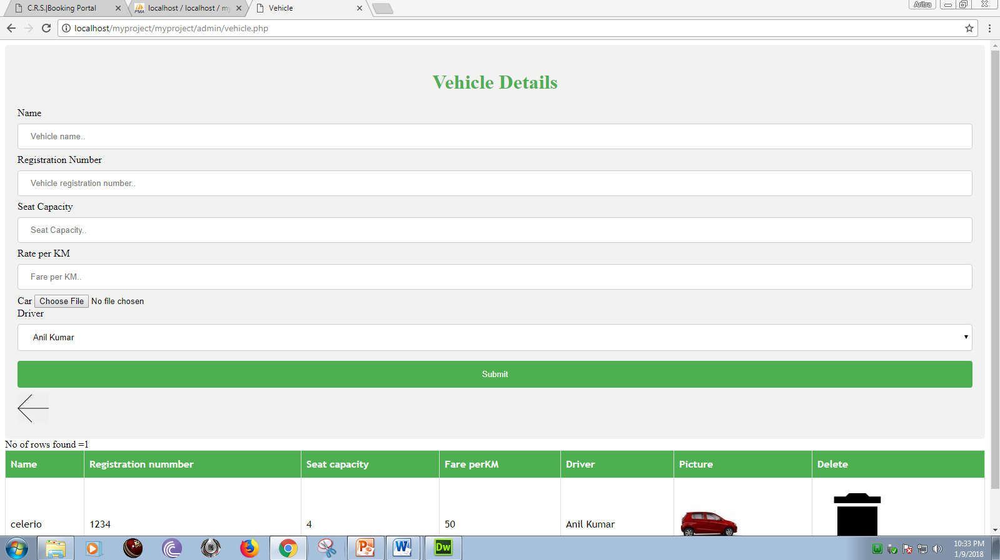 C.R.S.|Booking Portal
localhost / localhost / my
Vehicle
Aritra
localhost/myproject/myproject/admin/vehicle.php
Vehicle Details
Name
Vehicle name..
Registration Number
Vehicle registration number..
Seat Capacity
Seat Capacity..
Rate per KM
Fare per KM..
Car Choose File No file chosen
Driver
Anil Kumar
Submit
No of rows found =1
Name Registration nummber Seat capacity Fare perKM Driver Picture Delete
celerio 1234 4 50 Anil Kumar
10:33 PM
1/9/2018